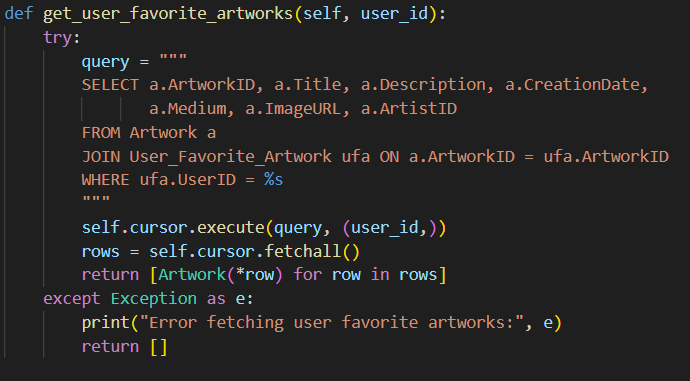 def get_user_favorite_artworks(self, user_id):
    try:
        query = """
        SELECT a.ArtworkID, a.Title, a.Description, a.CreationDate,
               a.Medium, a.ImageURL, a.ArtistID
        FROM Artwork a
        JOIN User_Favorite_Artwork ufa ON a.ArtworkID = ufa.ArtworkID
        WHERE ufa.UserID = %s
        """
        self.cursor.execute(query, (user_id,))
        rows = self.cursor.fetchall()
        return [Artwork(*row) for row in rows]
    except Exception as e:
        print("Error fetching user favorite artworks:", e)
        return []